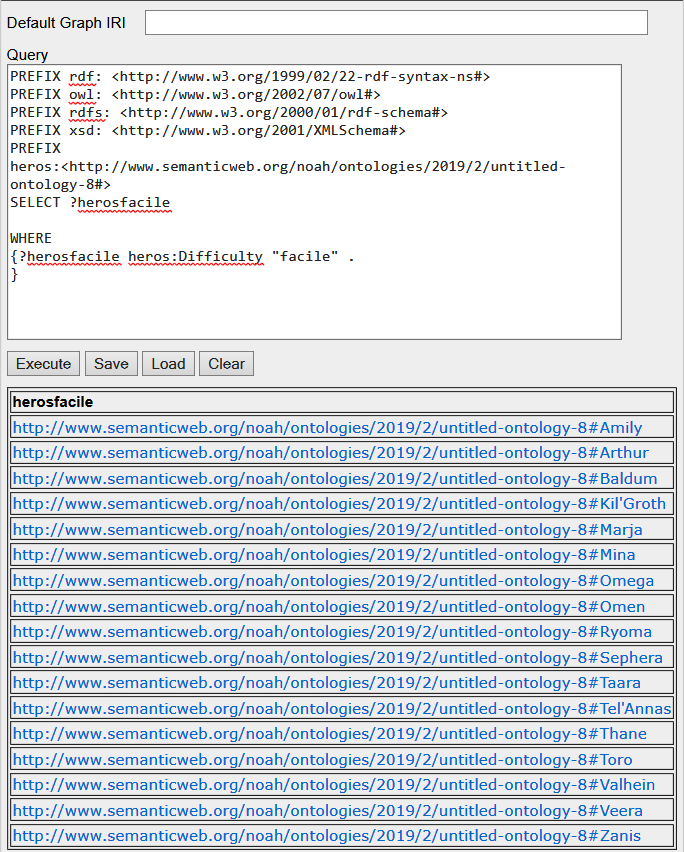 Default Graph IRI
Query
PREFIX rdf: <http://www.w3.org/1999/02/22-rdf-syntax-ns#>
PREFIX owl: <http://www.w3.org/2002/07/owl#>
PREFIX rdfs: <http://www.w3.org/2000/01/rdf-schema#>
PREFIX xsd: <http://www.w3.org/2001/XMLSchema#>
PREFIX
heros:<http://www.semanticweb.org/noah/ontologies/2019/2/untitled-
ontology-8#>
SELECT ?herosfacile
WHERE
{?herosfacile heros:Difficulty "facile" .
}
Execute Save Load Clear
herosfacile
http://www.semanticweb.org/noah/ontologies/2019/2/untitled-ontology-8#Amily
http://www.semanticweb.org/noah/ontologies/2019/2/untitled-ontology-8#Arthur
http://www.semanticweb.org/noah/ontologies/2019/2/untitled-ontology-8#Baldum
http://www.semanticweb.org/noah/ontologies/2019/2/untitled-ontology-8#Kil'Groth
http://www.semanticweb.org/noah/ontologies/2019/2/untitled-ontology-8#Marja
http://www.semanticweb.org/noah/ontologies/2019/2/untitled-ontology-8#Mina
http://www.semanticweb.org/noah/ontologies/2019/2/untitled-ontology-8#Omega
http://www.semanticweb.org/noah/ontologies/2019/2/untitled-ontology-8#Omen
http://www.semanticweb.org/noah/ontologies/2019/2/untitled-ontology-8#Ryoma
http://www.semanticweb.org/noah/ontologies/2019/2/untitled-ontology-8#Sephera
http://www.semanticweb.org/noah/ontologies/2019/2/untitled-ontology-8#Taara
http://www.semanticweb.org/noah/ontologies/2019/2/untitled-ontology-8#Tel'Annas
http://www.semanticweb.org/noah/ontologies/2019/2/untitled-ontology-8#Thane
http://www.semanticweb.org/noah/ontologies/2019/2/untitled-ontology-8#Toro
http://www.semanticweb.org/noah/ontologies/2019/2/untitled-ontology-8#Valhein
http://www.semanticweb.org/noah/ontologies/2019/2/untitled-ontology-8#Veera
http://www.semanticweb.org/noah/ontologies/2019/2/untitled-ontology-8#Zanis